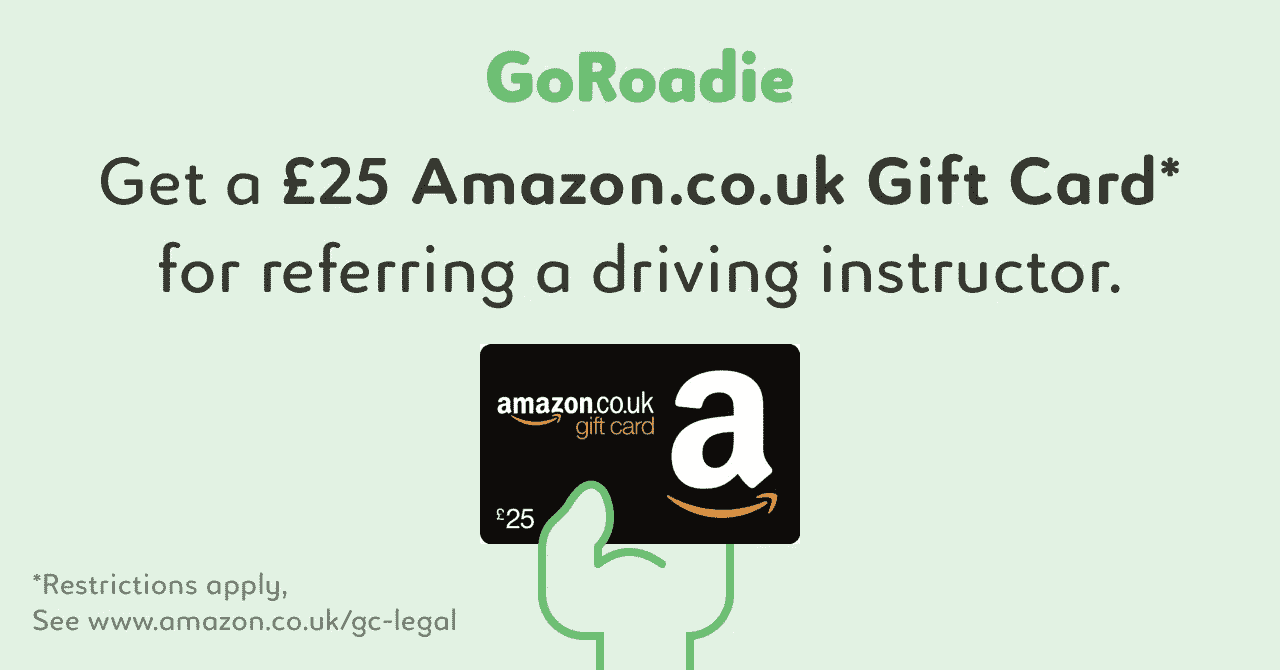 GoRoadie
Get a £25 Amazon.co.uk Gift Card*
for referring a driving instructor.
amazon.co.uk
gift card
a
£25
*Restrictions apply,
See www.amazon.co.uk/gc-legal